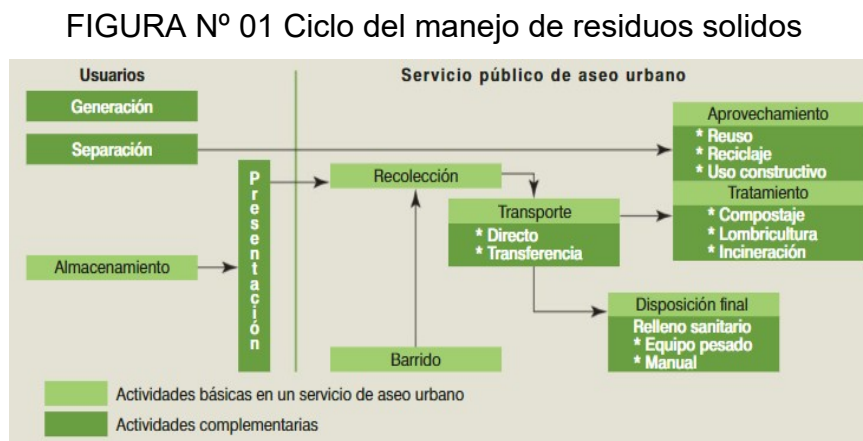 FIGURA Nº 01 Ciclo del manejo de residuos solidos
Usuarios
Servicio público de aseo urbano
Generación
Separación
Almacenamiento
Presentación
Recolección
Barrido
Transporte
* Directo
* Transferencia
Aprovechamiento
* Reuso
* Reciclaje
* Uso constructivo
Tratamiento
* Compostaje
* Lombricultura
* Incineración
Disposición final
Relleno sanitario
* Equipo pesado
* Manual
Actividades básicas en un servicio de aseo urbano
Actividades complementarias